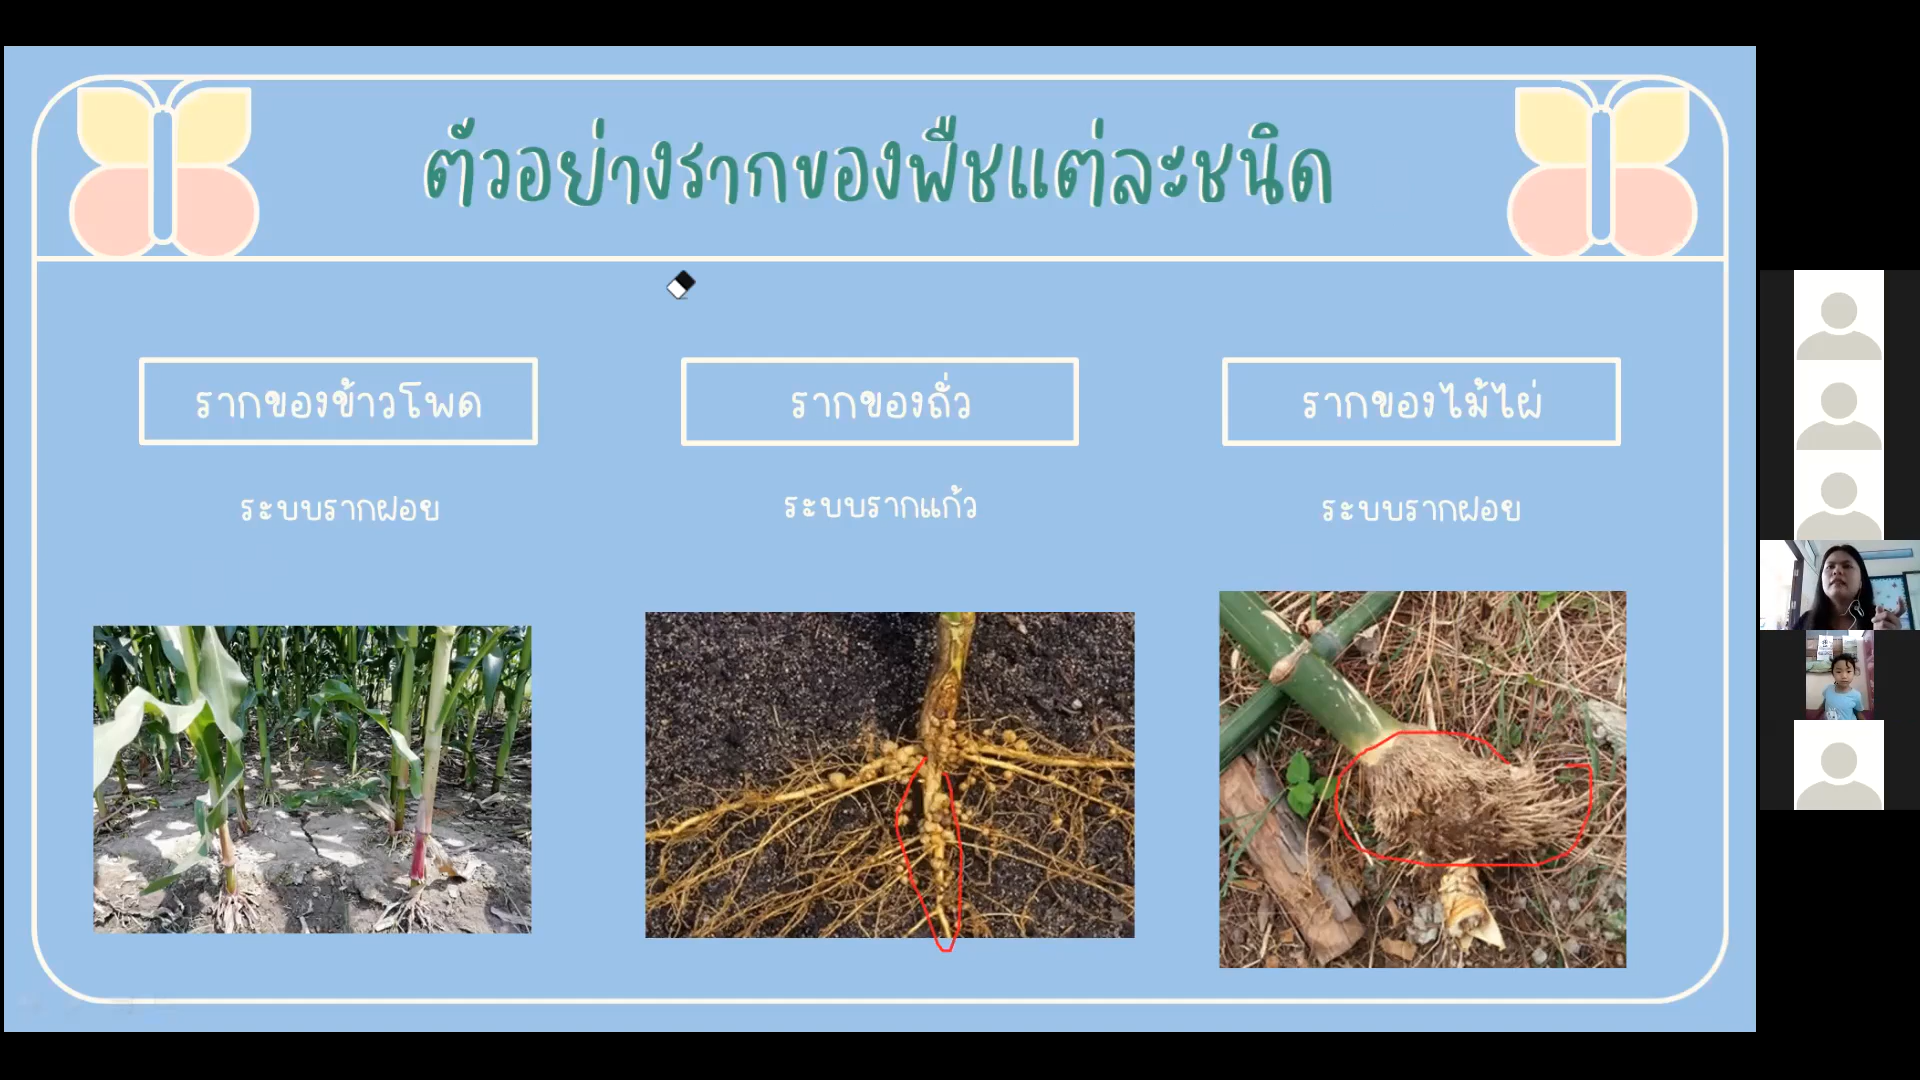 ตัวอย่างรากของพืชแต่ละชนิด
รากของข้าวโพด
รากของถั่ว
รากของไม้ไผ่
ระบบรากฝอย
ระบบรากแก้ว
ระบบรากฝอย